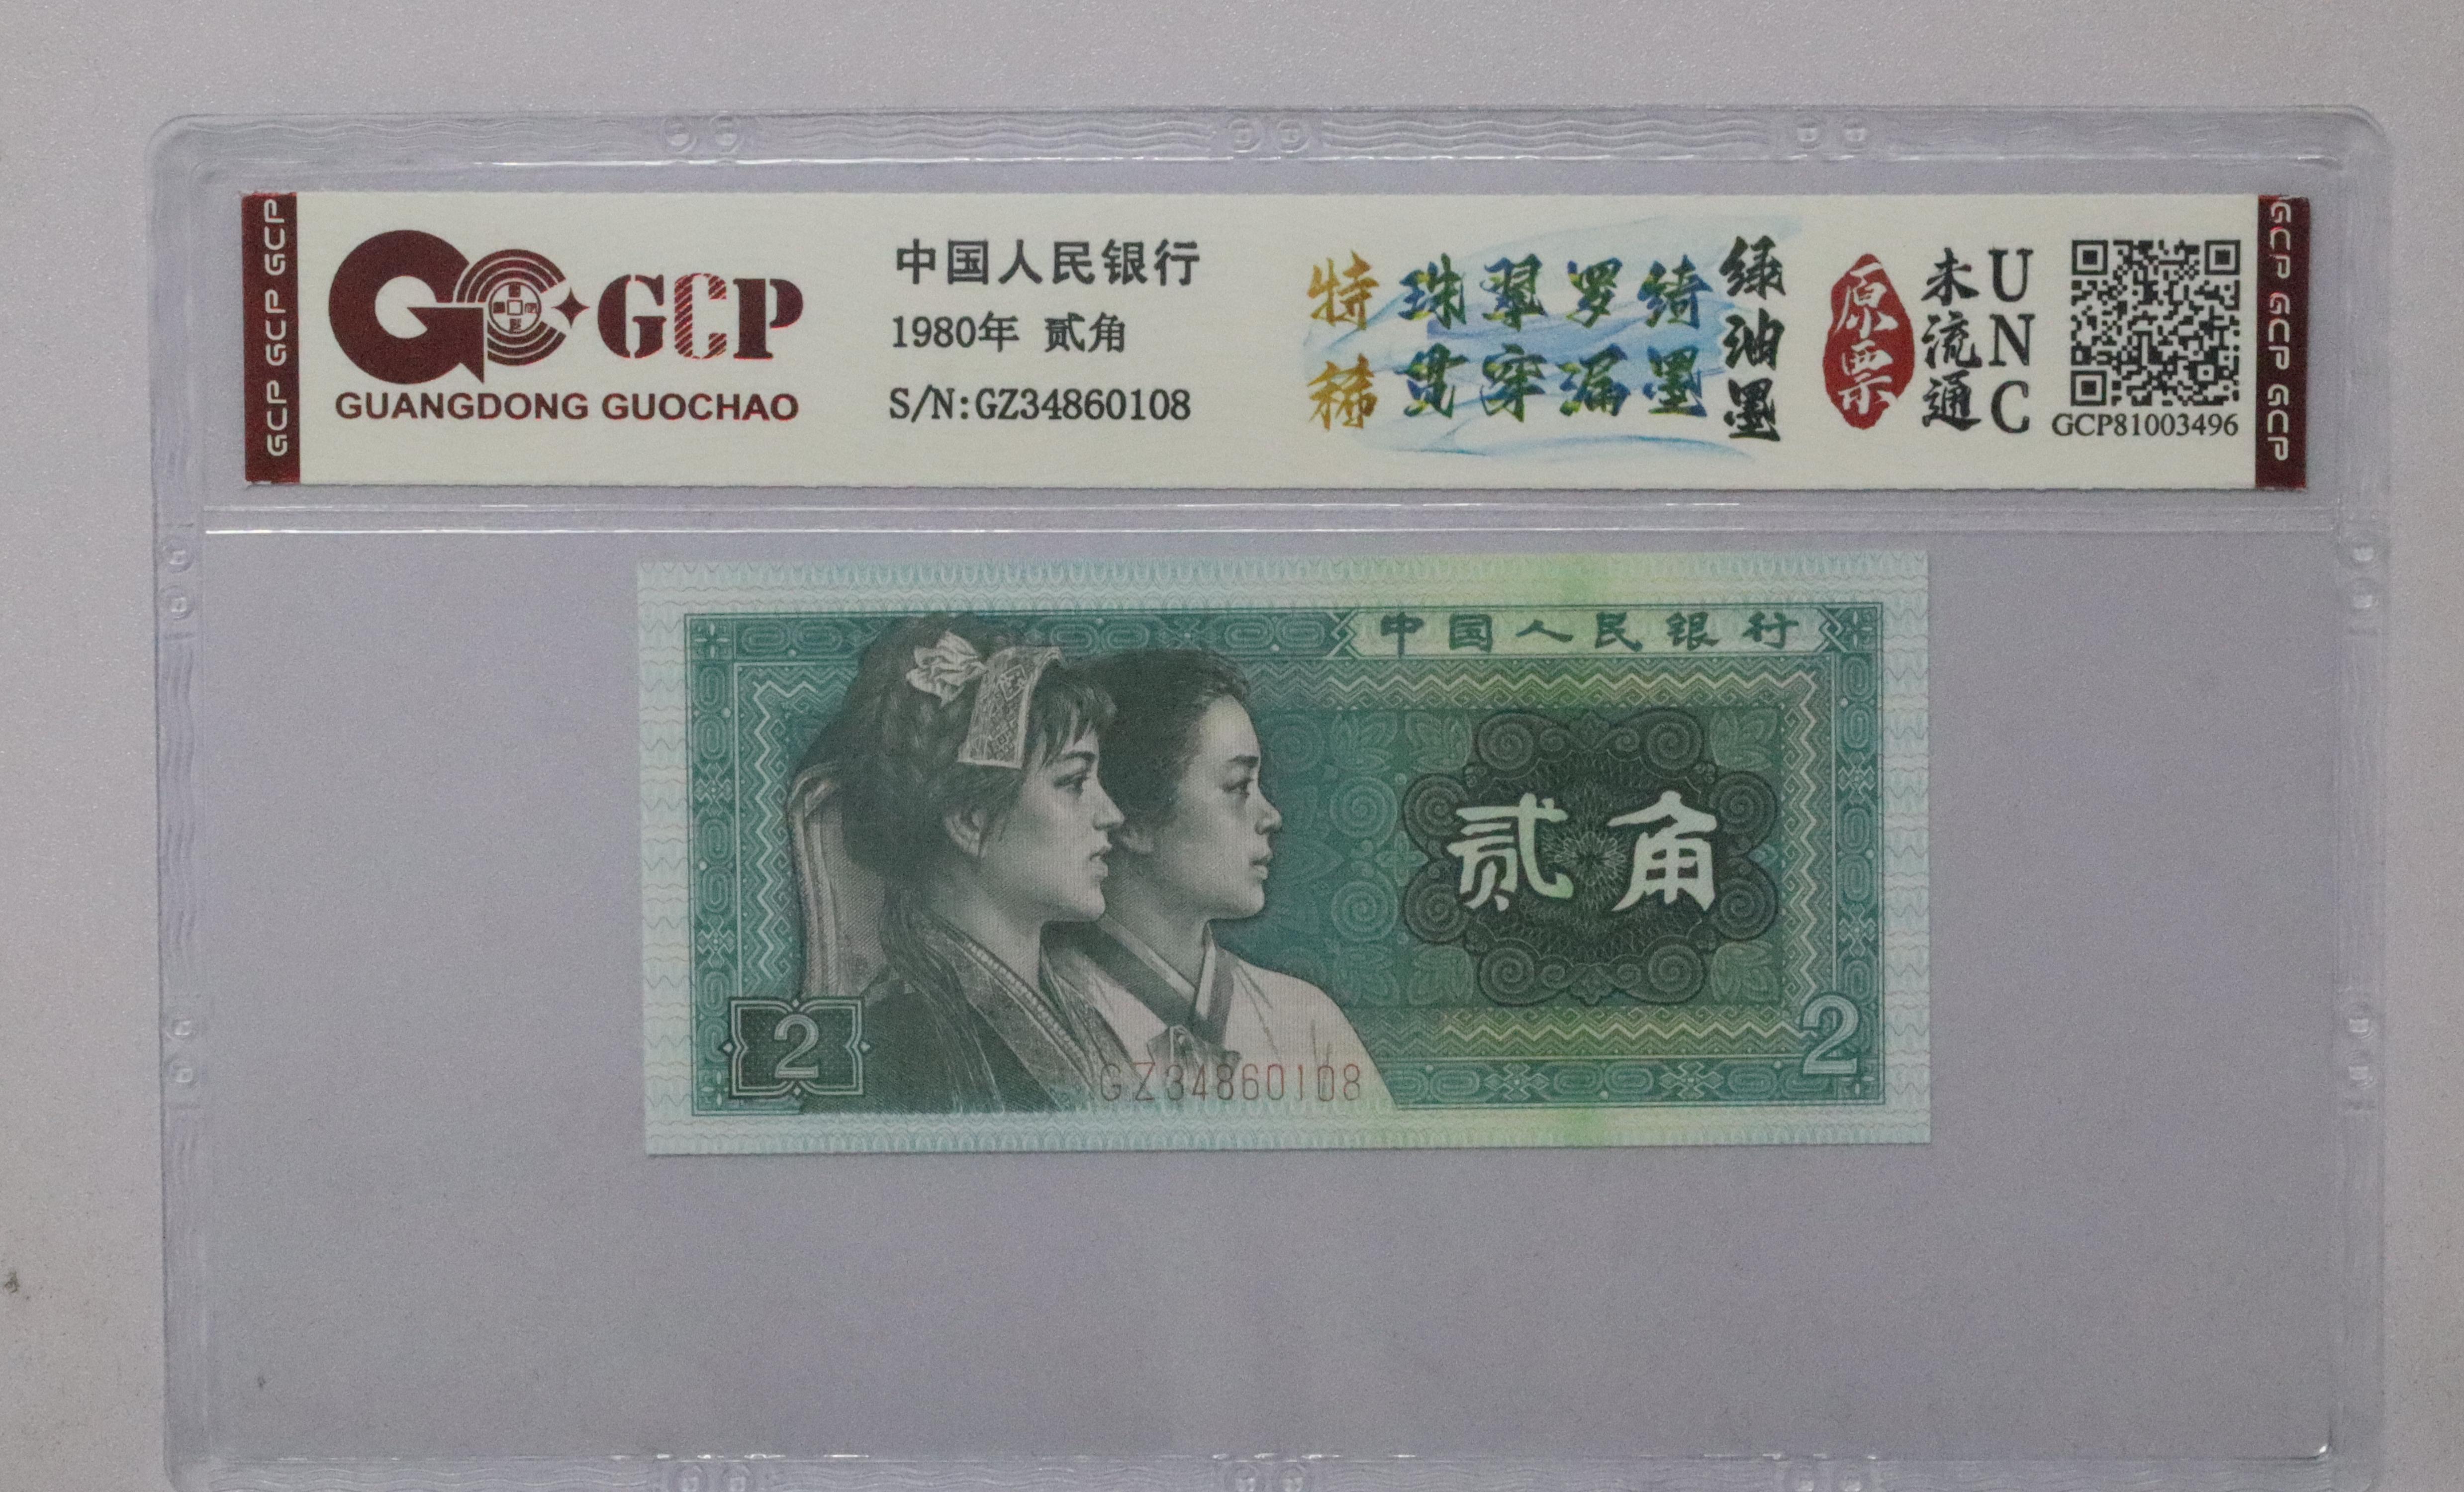 GCP GCP GCP
GCP
GUANGDONG GUOCHAO
中国人民银行
1980年 贰角
S/N:GZ34860108
特稀
珠翠罗绮
贯穿漏墨
绿油墨
原票
未流通
UNC
GCP81003496
GCP GCP GCP
中国人民银行
贰角
2
2
GZ34860108